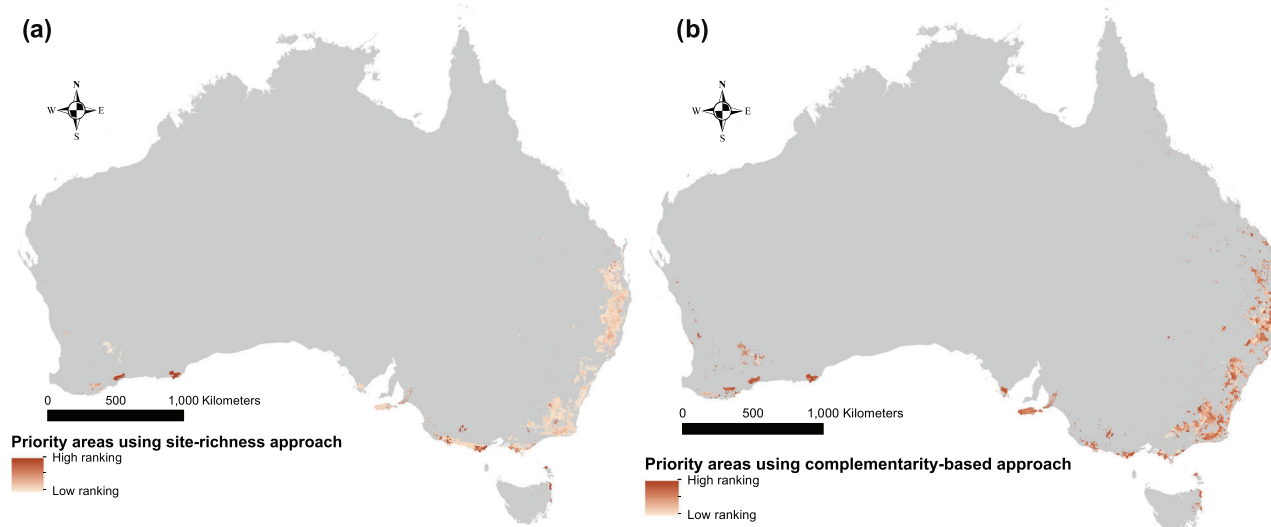 (a)
N
W E
S
0 500 1,000 Kilometers
Priority areas using site-richness approach
High ranking
Low ranking
(b)
N
W E
S
0 500 1,000 Kilometers
Priority areas using complementarity-based approach
High ranking
Low ranking